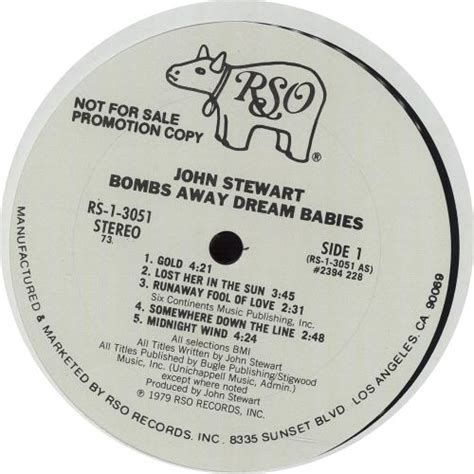 RSO
®
NOT FOR SALE
PROMOTION COPY
JOHN STEWART
BOMBS AWAY DREAM BABIES
RS-1-3051
STEREO
73.
SIDE 1
(RS-1-3051 AS)
#2394 228
1. GOLD 4:21
2. LOST HER IN THE SUN 3:45
3. RUNAWAY FOOL OF LOVE 2:31
Six Continents Music Publishing, Inc.
4. SOMEWHERE DOWN THE LINE 2:48
5. MIDNIGHT WIND 4:29
All selections BMI
All Titles Written by John Stewart
All Titles Published by Bugle Publishing/Stigwood
Music, Inc. (Unichappell Music, Admin.)
except where noted
Produced by John Stewart
℗ 1979 RSO RECORDS, INC.
MANUFACTURED & MARKETED BY RSO RECORDS, INC. 8335 SUNSET BLVD LOS ANGELES, CA 90069